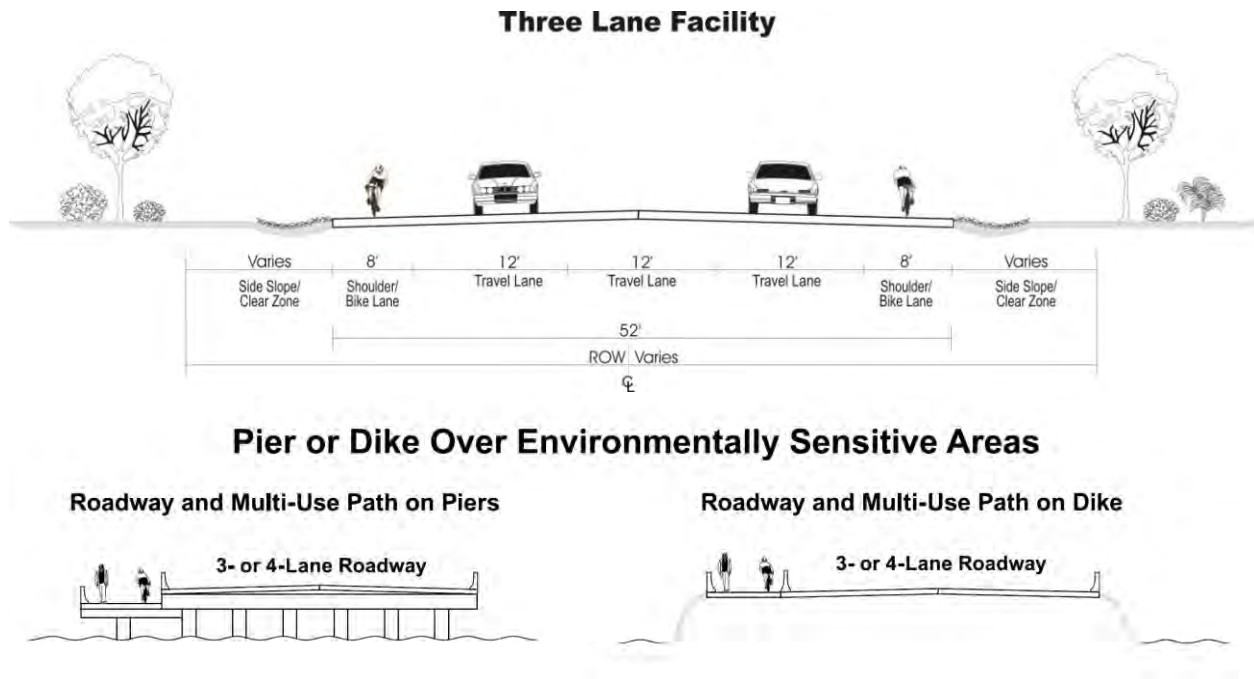 Three Lane Facility
Varies 8' 12' 12' 12' 8' Varies
Side Slope/ Shoulder/ Travel Lane Travel Lane Travel Lane Shoulder/ Side Slope/
Clear Zone Bike Lane Bike Lane Clear Zone
52'
ROW Varies
℄
Pier or Dike Over Environmentally Sensitive Areas
Roadway and Multi-Use Path on Piers
3- or 4-Lane Roadway
Roadway and Multi-Use Path on Dike
3- or 4-Lane Roadway